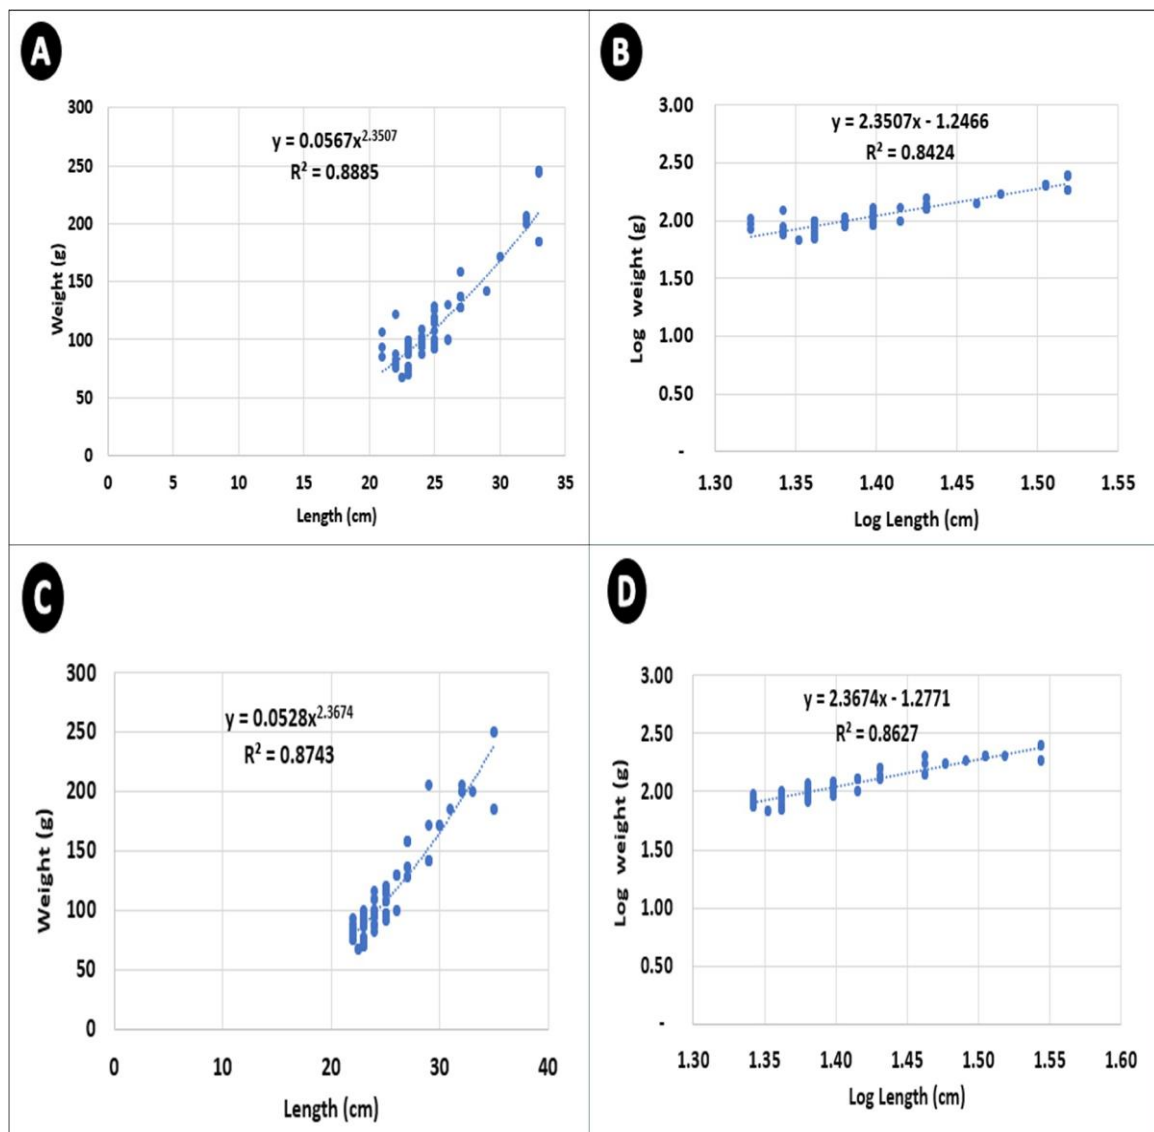 A
300
250
200
150
100
50
0
Weight (g)
y = 0.0567x^2.3507
R² = 0.8885
0 5 10 15 20 25 30 35
Length (cm)
B
3.00
2.50
2.00
1.50
1.00
0.50
-
Log weight (g)
y = 2.3507x - 1.2466
R² = 0.8424
1.30 1.35 1.40 1.45 1.50 1.55
Log Length (cm)
C
300
250
200
150
100
50
0
Weight (g)
y = 0.0528x^2.3674
R² = 0.8743
0 10 20 30 40
Length (cm)
D
3.00
2.50
2.00
1.50
1.00
0.50
-
Log weight (g)
y = 2.3674x - 1.2771
R² = 0.8627
1.30 1.35 1.40 1.45 1.50 1.55 1.60
Log Length (cm)